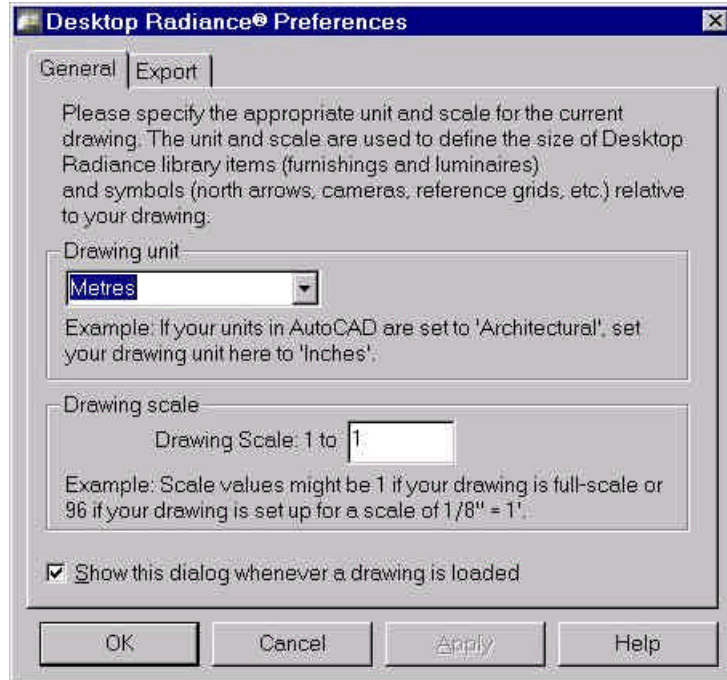 Desktop Radiance® Preferences
General
Export
Please specify the appropriate unit and scale for the current
drawing. The unit and scale are used to define the size of Desktop
Radiance library items (furnishings and luminaires)
and symbols (north arrows, cameras, reference grids, etc.) relative
to your drawing.
Drawing unit
Metres
Example: If your units in AutoCAD are set to 'Architectural', set
your drawing unit here to 'Inches'.
Drawing scale
Drawing Scale: 1 to 1
Example: Scale values might be 1 if your drawing is full-scale or
96 if your drawing is set up for a scale of 1/8" = 1'.
Show this dialog whenever a drawing is loaded
OK
Cancel
Apply
Help